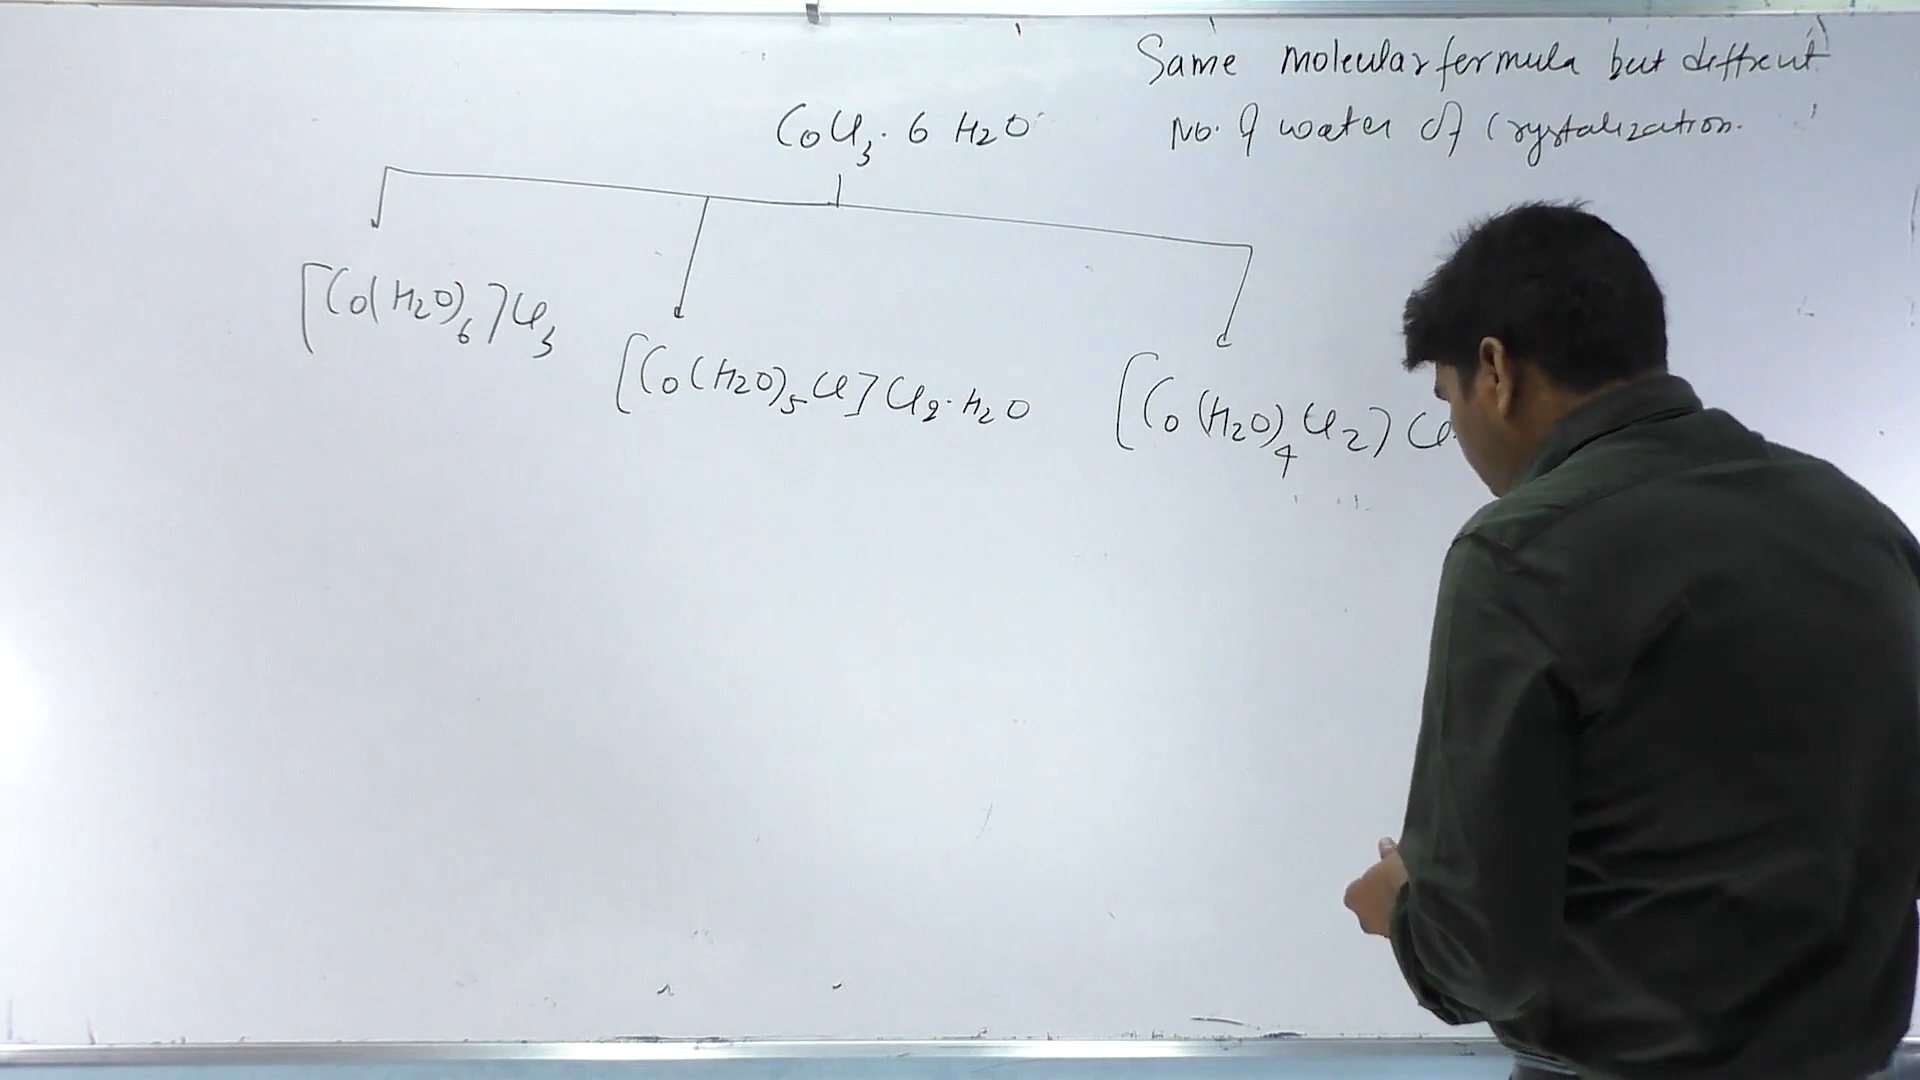 Same molecular formula but diffrent
No. of water of Crystalization.
CoCl3. 6 H2O
[Co(H2O)6]Cl3
[Co(H2O)5Cl]Cl2.H2O
[Co(H2O)4Cl2)Cl